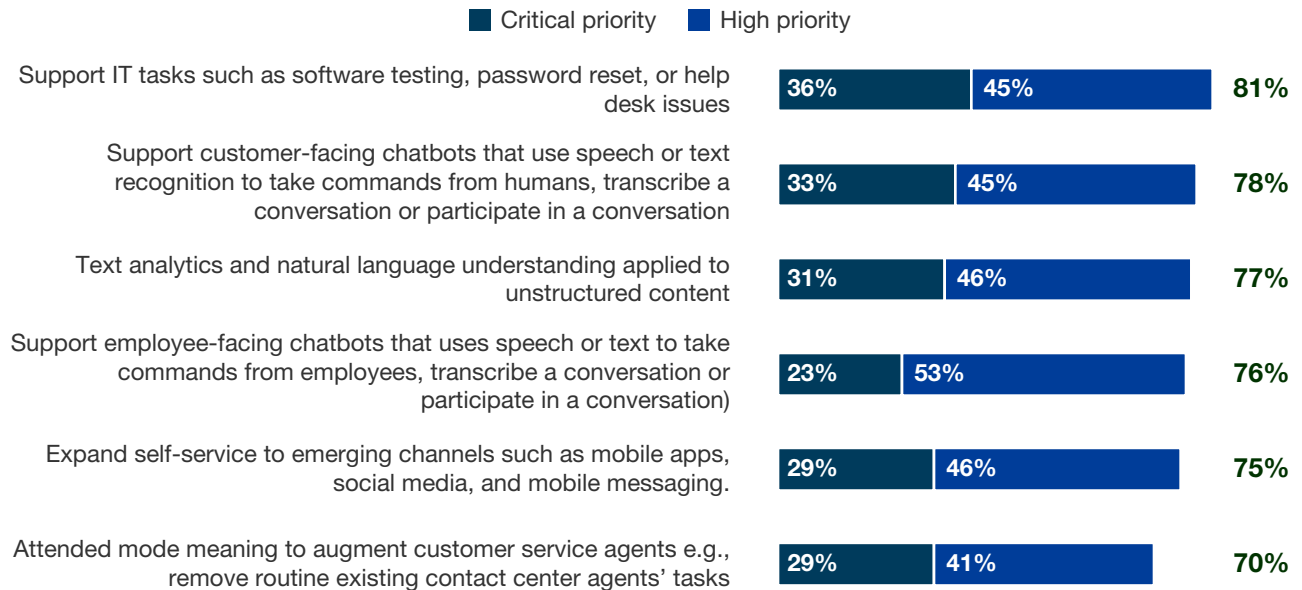 Critical priority High priority
Support IT tasks such as software testing, password reset, or help
desk issues
36% 45% 81%
Support customer-facing chatbots that use speech or text
recognition to take commands from humans, transcribe a
conversation or participate in a conversation
33% 45% 78%
Text analytics and natural language understanding applied to
unstructured content
31% 46% 77%
Support employee-facing chatbots that uses speech or text to take
commands from employees, transcribe a conversation or
participate in a conversation)
23% 53% 76%
Expand self-service to emerging channels such as mobile apps,
social media, and mobile messaging.
29% 46% 75%
Attended mode meaning to augment customer service agents e.g.,
remove routine existing contact center agents’ tasks
29% 41% 70%